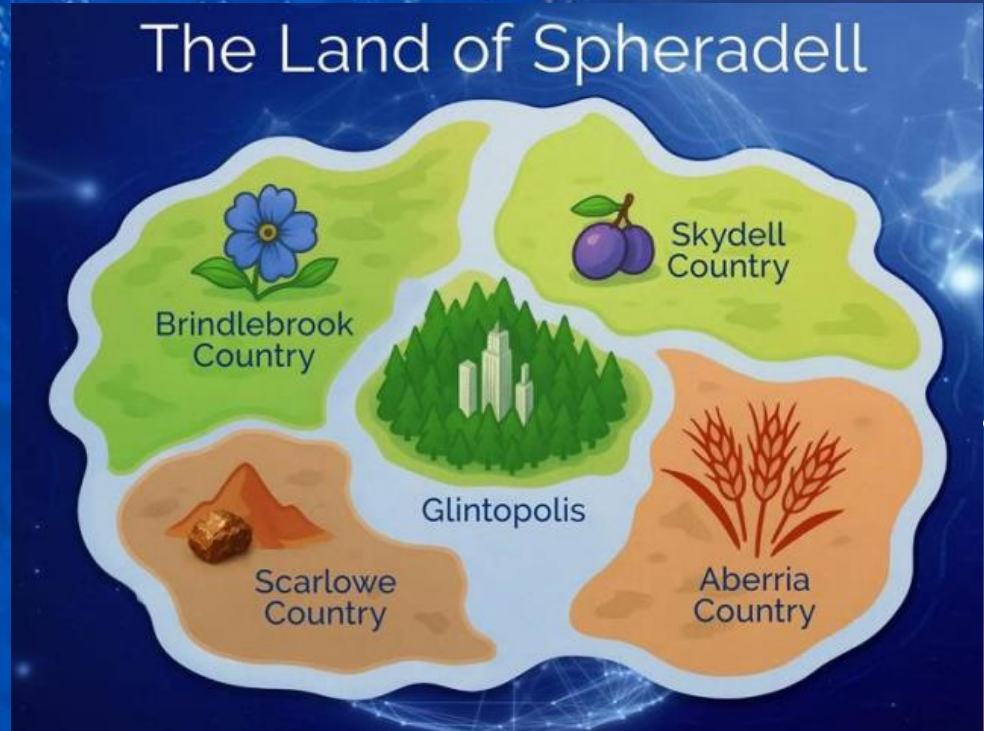 The Land of Spheradell
Skydell
Country
Brindlebrook
Country
Glintopolis
Scarlowe
Country
Aberria
Country